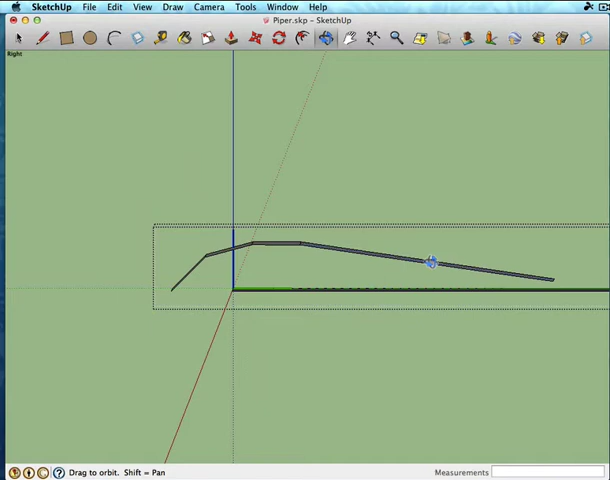 SketchUp File Edit View Draw Camera Tools Window Help
Piper.skp - SketchUp
Right
Drag to orbit. Shift = Pan
Measurements